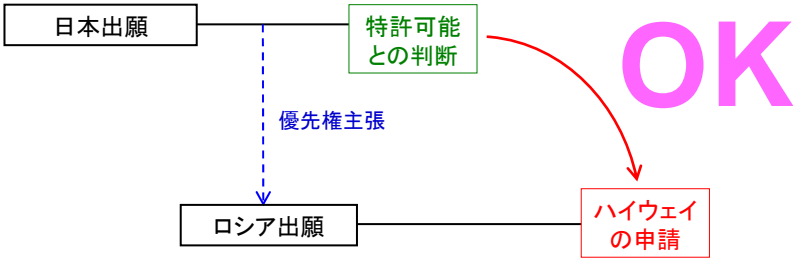 日本出願
特許可能
との判断
OK
優先権主張
ロシア出願
ハイウェイ
の申請